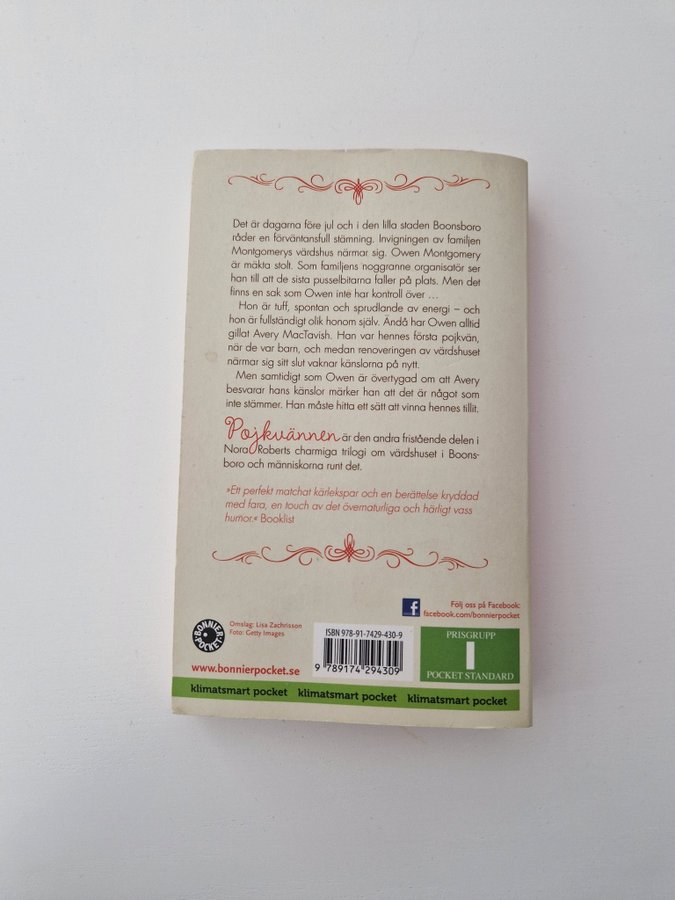 Det är dagarna före jul och i den lilla staden Boonsboro
råder en förväntansfull stämning. Invigningen av familjen
Montgomerys värdshus närmar sig. Owen Montgomery
är mäkta stolt. Som familjens noggranne organisatör ser
han till att de sista pusselbitarna faller på plats. Men det
finns en sak som Owen inte har kontroll över ...
Hon är tuff, spontan och sprudlande av energi – och
hon är fullständigt olik honom själv. Ändå har Owen alltid
gillat Avery MacTavish. Han var hennes första pojkvän,
när de var barn, och medan renoveringen av värdshuset
närmar sig sitt slut vaknar känslorna på nytt.
Men samtidigt som Owen är övertygad om att Avery
besvarar hans känslor märker han att det är något som
inte stämmer. Han måste hitta ett sätt att vinna hennes tillit.
Pojkvännen är den andra fristående delen i
Nora Roberts charmiga trilogi om värdshuset i Boons-
boro och människorna runt det.
»Ett perfekt matchat kärlekspar och en berättelse kryddad
med fara, en touch av det övernaturliga och härligt vass
humor.« Booklist
f
Följ oss på Facebook:
facebook.com/bonnierpocket
BONNIER POCKET
Omslag: Lisa Zachrisson
Foto: Getty Images
www.bonnierpocket.se
ISBN 978-91-7429-430-9
9 789174 294309
PRISGRUPP
I
POCKET STANDARD
klimatsmart pocket klimatsmart pocket klimatsmart pocket